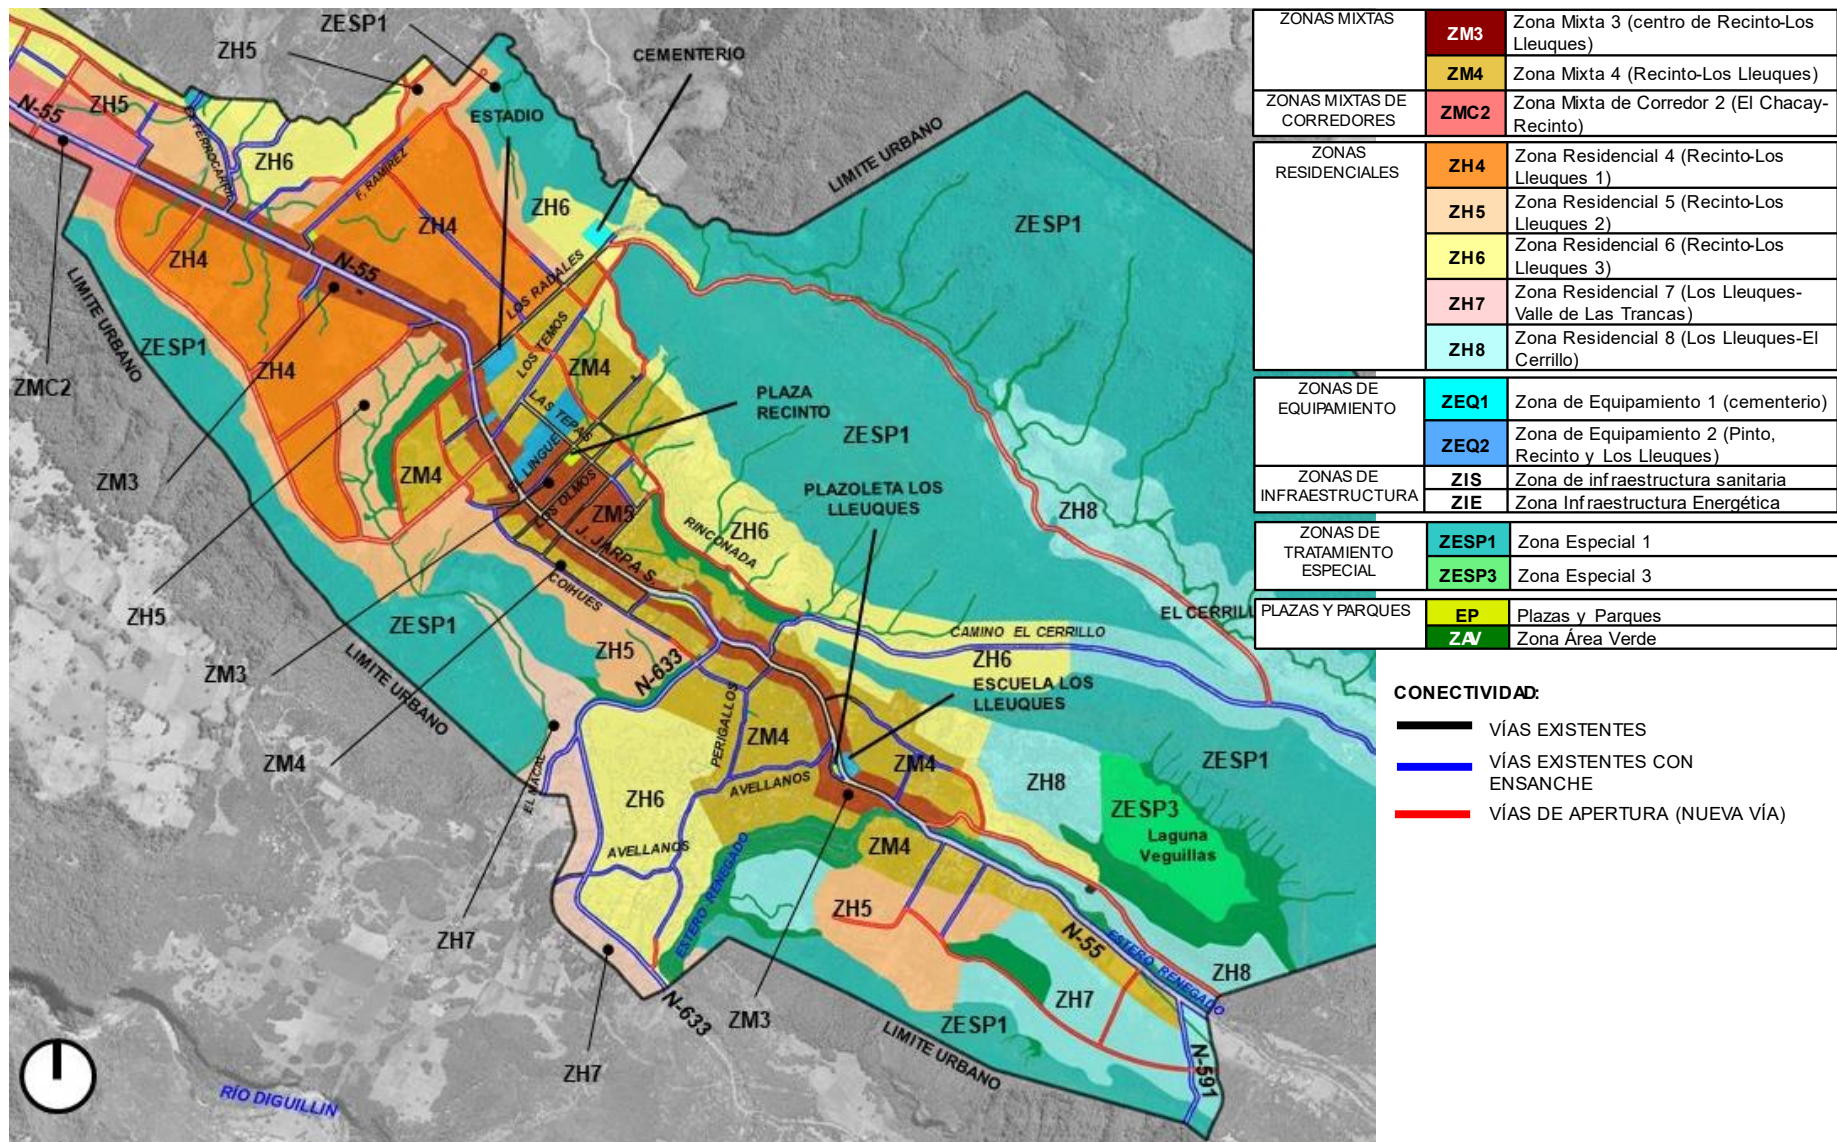 ZESP1
ZH5
CEMENTERIO
ESTADIO
N-55
ZH5
EX FERROCARRIL
ZH6
F. RAMIREZ
ZH4
ZH6
LIMITE URBANO
ZESP1
ZH4
N-55
LOS RADALES
LIMITE URBANO
ZESP1
ZH4
LOS TEMOS
ZM4
ZMC2
LAS TEPAS
PLAZA
RECINTO
ZESP1
EL LINGUE
ZM4
ZM3
LOS OLMOS
ZM5
PLAZOLETA LOS
LLEUQUES
ZH8
RINCONADA
ZH6
J. JARPA S.
COIHUES
ZH5
ZESP1
EL CERRILL
CAMINO EL CERRILLO
ZH5
ZH6
LIMITE URBANO
ZM3
N-633
ESCUELA LOS
LLEUQUES
PERIGALLOS
ZM4
ZM4
ZM4
ZESP1
EL MACAL
AVELLANOS
ZH8
ZH6
ZESP3
Laguna
Veguillas
AVELLANOS
ZM4
ESTERO RENEGADO
ZH5
ZH7
N-55
ESTERO RENEGADO
ZH8
ZH7
N-633
ZM3
ZESP1
LIMITE URBANO
ZH7
N-591
RÍO DIGUILLIN
ZONAS MIXTAS
ZM3
Zona Mixta 3 (centro de Recinto-Los
Lleuques)
ZM4
Zona Mixta 4 (Recinto-Los Lleuques)
ZONAS MIXTAS DE
CORREDORES
ZMC2
Zona Mixta de Corredor 2 (El Chacay-
Recinto)
ZONAS
RESIDENCIALES
ZH4
Zona Residencial 4 (Recinto-Los
Lleuques 1)
ZH5
Zona Residencial 5 (Recinto-Los
Lleuques 2)
ZH6
Zona Residencial 6 (Recinto-Los
Lleuques 3)
ZH7
Zona Residencial 7 (Los Lleuques-
Valle de Las Trancas)
ZH8
Zona Residencial 8 (Los Lleuques-El
Cerrillo)
ZONAS DE
EQUIPAMIENTO
ZEQ1
Zona de Equipamiento 1 (cementerio)
ZEQ2
Zona de Equipamiento 2 (Pinto,
Recinto y Los Lleuques)
ZONAS DE
INFRAESTRUCTURA
ZIS
Zona de infraestructura sanitaria
ZIE
Zona Infraestructura Energética
ZONAS DE
TRATAMIENTO
ESPECIAL
ZESP1
Zona Especial 1
ZESP3
Zona Especial 3
PLAZAS Y PARQUES
EP
Plazas y Parques
ZAV
Zona Área Verde
CONECTIVIDAD:
VÍAS EXISTENTES
VÍAS EXISTENTES CON
ENSANCHE
VÍAS DE APERTURA (NUEVA VÍA)